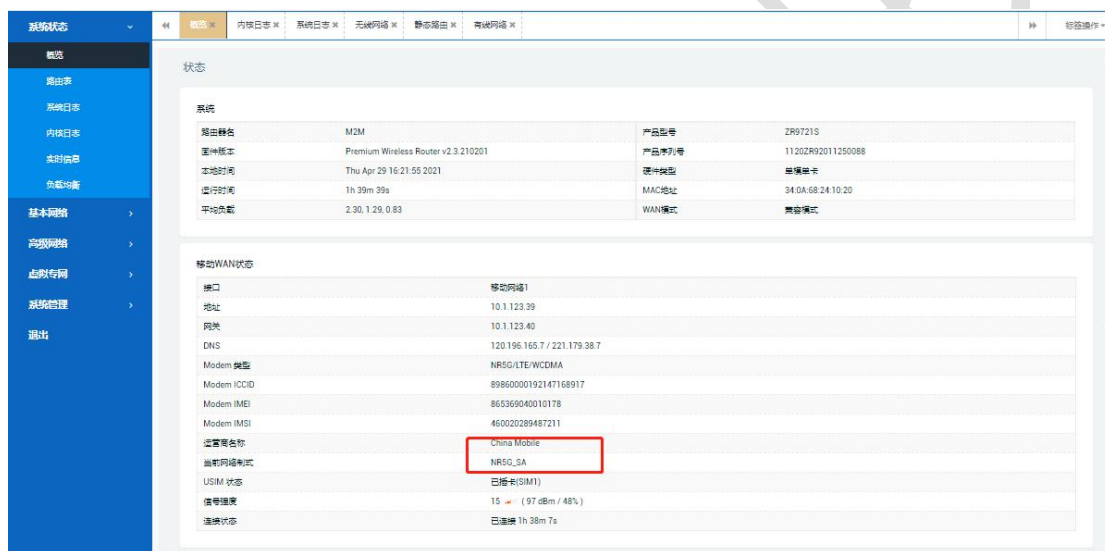 系统状态
概览
内核日志
系统日志
无线网络
静态路由
有线网络
标签操作
概览
路由表
系统日志
内核日志
实时信息
负载均衡
基本网络
高级网络
虚拟专网
系统管理
退出
状态
系统
路由器名 M2M 产品型号 ZR9721S
固件版本 Premium Wireless Router v2.3.210201 产品序列号 1120ZR92011250088
本地时间 Thu Apr 29 16:21:55 2021 硬件类型 单模单卡
运行时间 1h 39m 39s MAC地址 34:0A:68:24:10:20
平均负载 2.30, 1.29, 0.83 WAN模式 兼容模式
移动WAN状态
接口 移动网络1
地址 10.1.123.39
网关 10.1.123.40
DNS 120.196.165.7 / 221.179.38.7
Modem 类型 NR5G/LTE/WCDMA
Modem ICCID 89860000192147168917
Modem IMEI 865369040010178
Modem IMSI 460020289487211
运营商名称 China Mobile
当前网络制式 NR5G_SA
USIM 状态 已插卡(SIM1)
信号强度 15 (97 dBm / 48%)
连接状态 已连接 1h 38m 7s